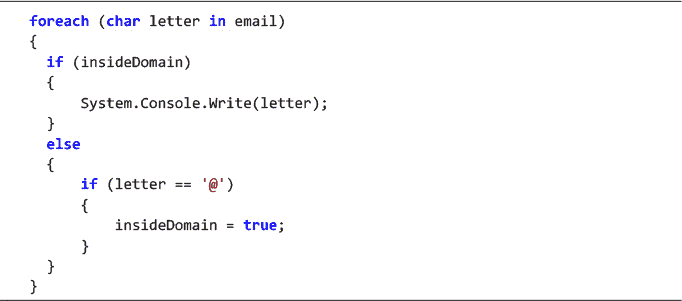 foreach (char letter in email)
{
  if (insideDomain)
  {
      System.Console.Write(letter);
  }
  else
  {
      if (letter == '@')
      {
          insideDomain = true;
      }
  }
}